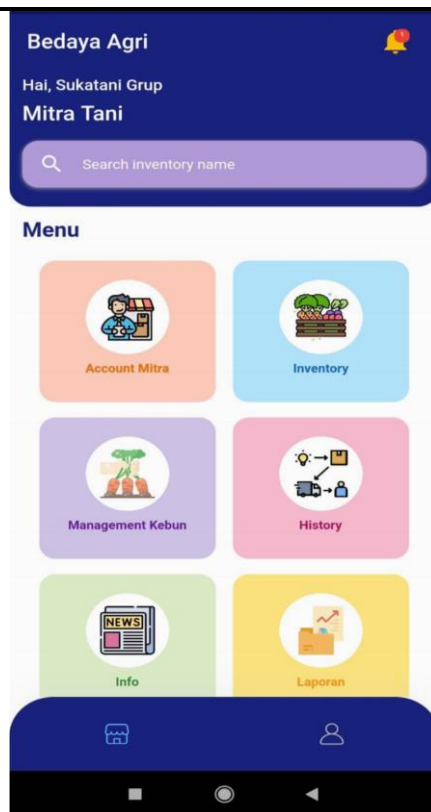 Bedaya Agri
1
Hai, Sukatani Grup
Mitra Tani
Search inventory name
Menu
Account Mitra
Inventory
Management Kebun
History
NEWS
Info
Laporan